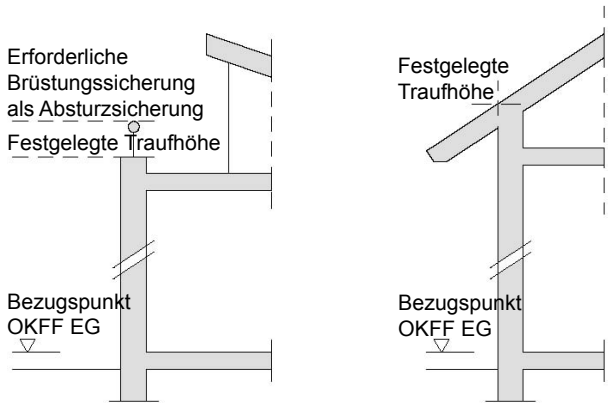 Erforderliche
Brüstungssicherung
als Absturzsicherung
Festgelegte Traufhöhe
Bezugspunkt
OKFF EG
Festgelegte
Traufhöhe
Bezugspunkt
OKFF EG